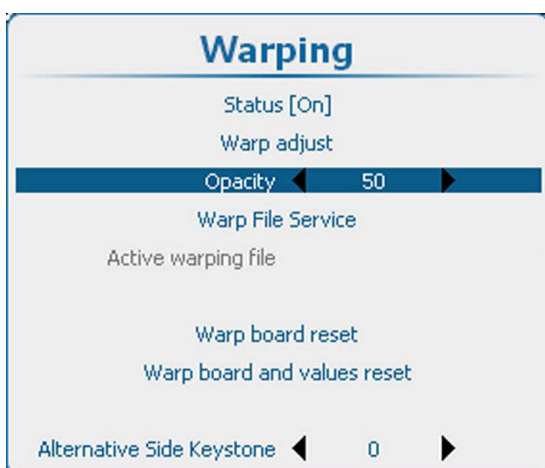 Warping
Status [On]
Warp adjust
Opacity 50
Warp File Service
Active warping file
Warp board reset
Warp board and values reset
Alternative Side Keystone 0